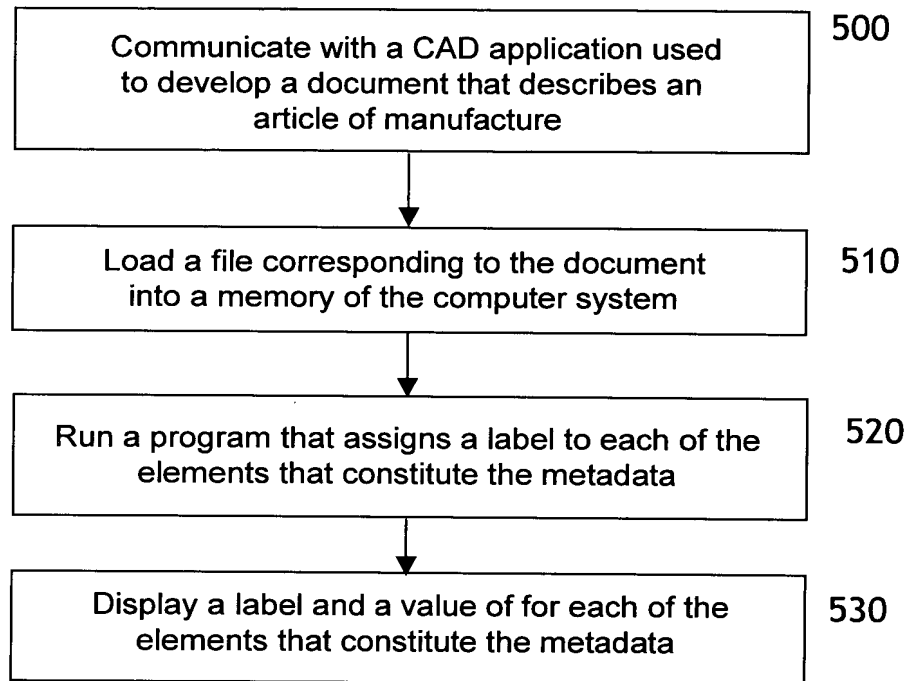 500
Communicate with a CAD application used
to develop a document that describes an
article of manufacture
510
Load a file corresponding to the document
into a memory of the computer system
520
Run a program that assigns a label to each of the
elements that constitute the metadata
530
Display a label and a value of for each of the
elements that constitute the metadata